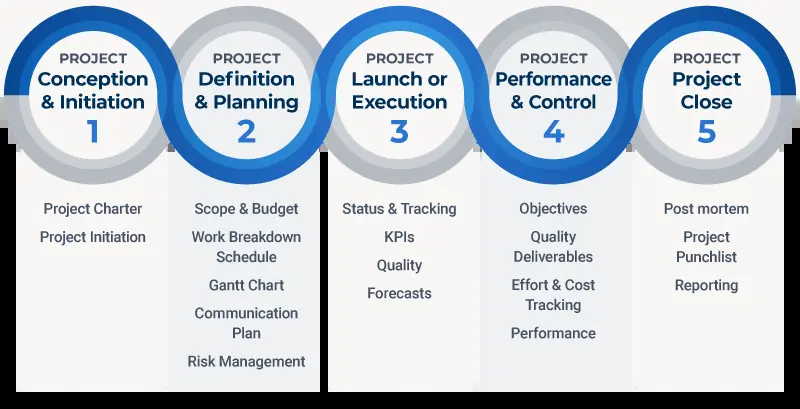 PROJECT
Conception
& Initiation
1
Project Charter
Project Initiation
PROJECT
Definition
& Planning
2
Scope & Budget
Work Breakdown
Schedule
Gantt Chart
Communication
Plan
Risk Management
PROJECT
Launch or
Execution
3
Status & Tracking
KPIs
Quality
Forecasts
PROJECT
Performance
& Control
4
Objectives
Quality
Deliverables
Effort & Cost
Tracking
Performance
PROJECT
Project
Close
5
Post mortem
Project
Punchlist
Reporting